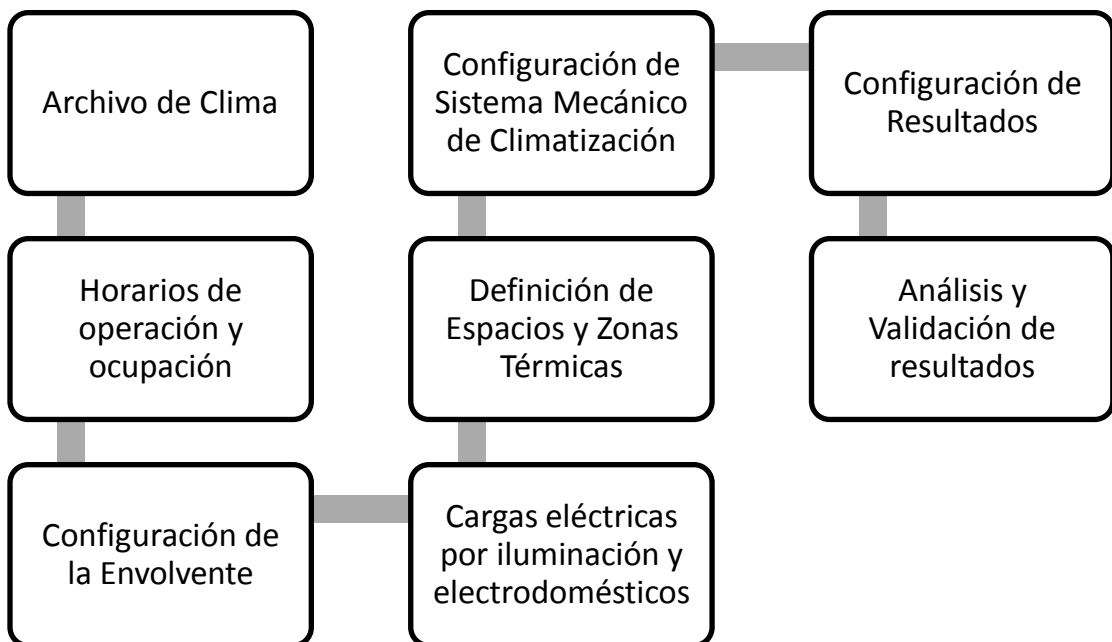 Archivo de Clima
Horarios de
operación y
ocupación
Configuración de
la Envolvente
Cargas eléctricas
por iluminación y
electrodomésticos
Definición de
Espacios y Zonas
Térmicas
Configuración de
Sistema Mecánico
de Climatización
Configuración de
Resultados
Análisis y
Validación de
resultados